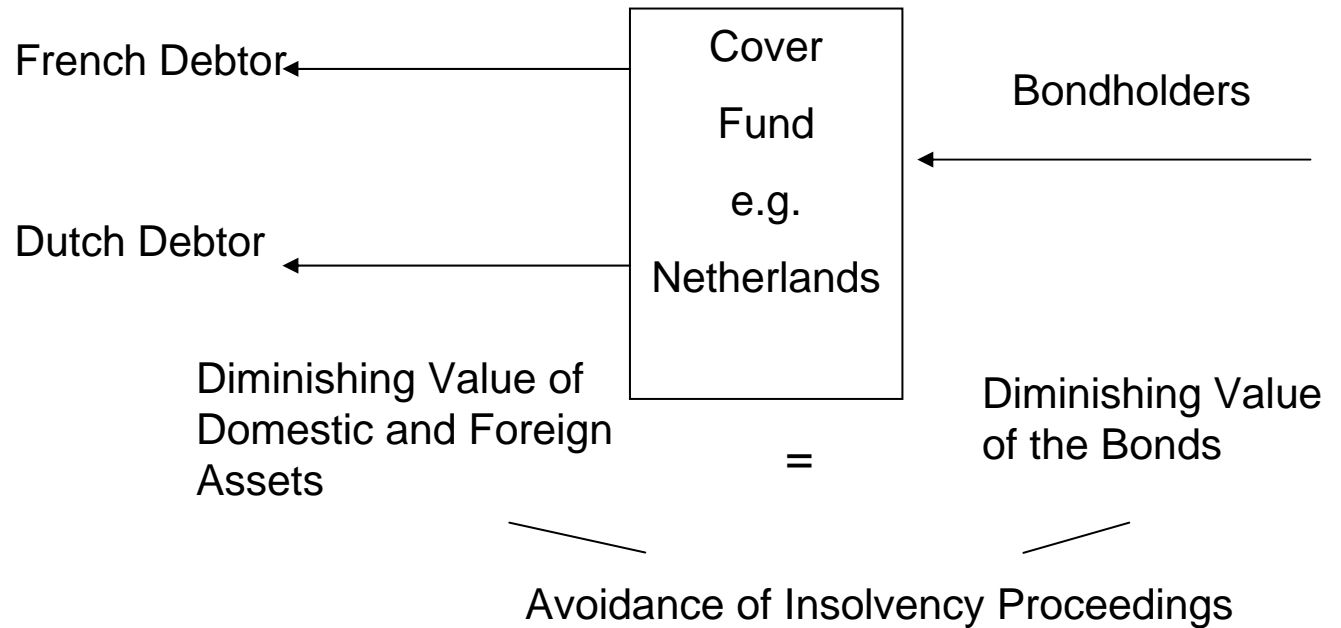 French Debtor
Cover
Fund
e.g.
Netherlands
Bondholders
Dutch Debtor
Diminishing Value of
Domestic and Foreign
Assets
=
Diminishing Value
of the Bonds
Avoidance of Insolvency Proceedings